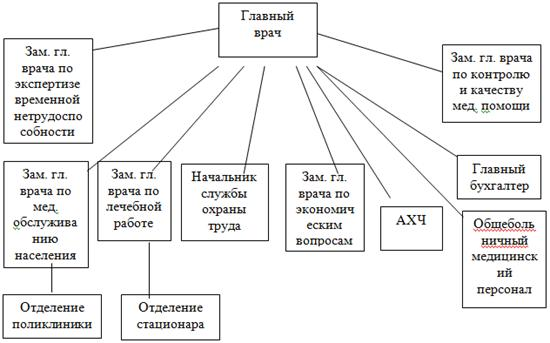 Главный
врач
Зам. гл.
врача по
экспертизе
временной
нетрудоспо
собности
Зам. гл. врача
по контролю
и качеству
мед. помощи
Зам. гл.
врача по
мед.
обслужива
нию
населения
Зам. гл.
врача по
лечебной
работе
Начальник
службы
охраны
труда
Зам. гл.
врача по
экономич
еским
вопросам
АХЧ
Главный
бухгалтер
Общеболь
ничный
медицинск
ий
персонал
Отделение
поликлиники
Отделение
стационара